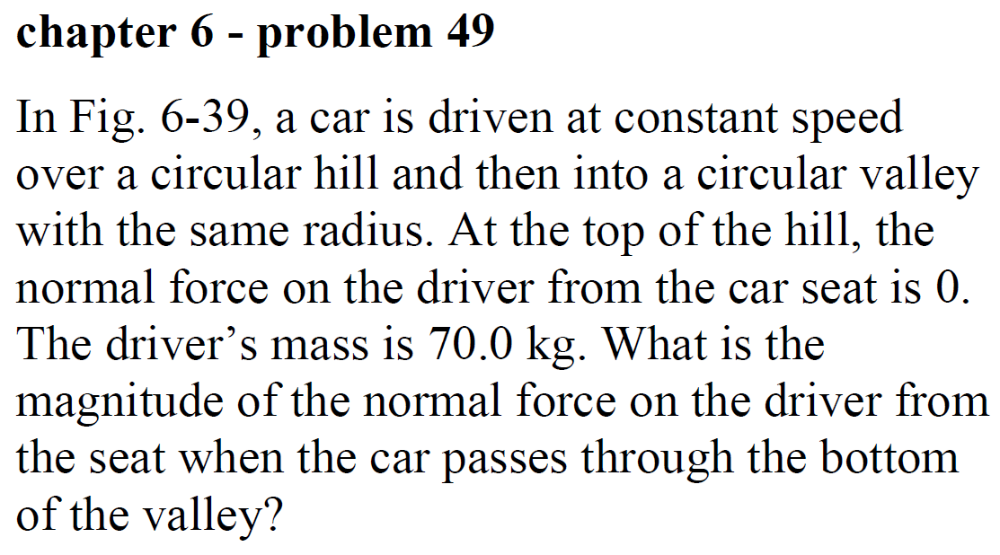 chapter 6 - problem 49
In Fig. 6-39, a car is driven at constant speed
over a circular hill and then into a circular valley
with the same radius. At the top of the hill, the
normal force on the driver from the car seat is 0.
The driver’s mass is 70.0 kg. What is the
magnitude of the normal force on the driver from
the seat when the car passes through the bottom
of the valley?